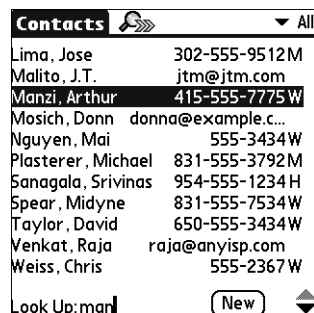 Contacts All
Lima, Jose 302-555-9512M
Malito, J.T. jtm@jtm.com
Manzi, Arthur 415-555-7775W
Mosich, Donn donna@example.c...
Nguyen, Mai 555-3434W
Plasterer, Michael 831-555-3792M
Sanagala, Srivinas 954-555-1234H
Spear, Midyne 831-555-7534W
Taylor, David 650-555-3434W
Venkat, Raja raja@anyisp.com
Weiss, Chris 555-2367W
Look Up:man New